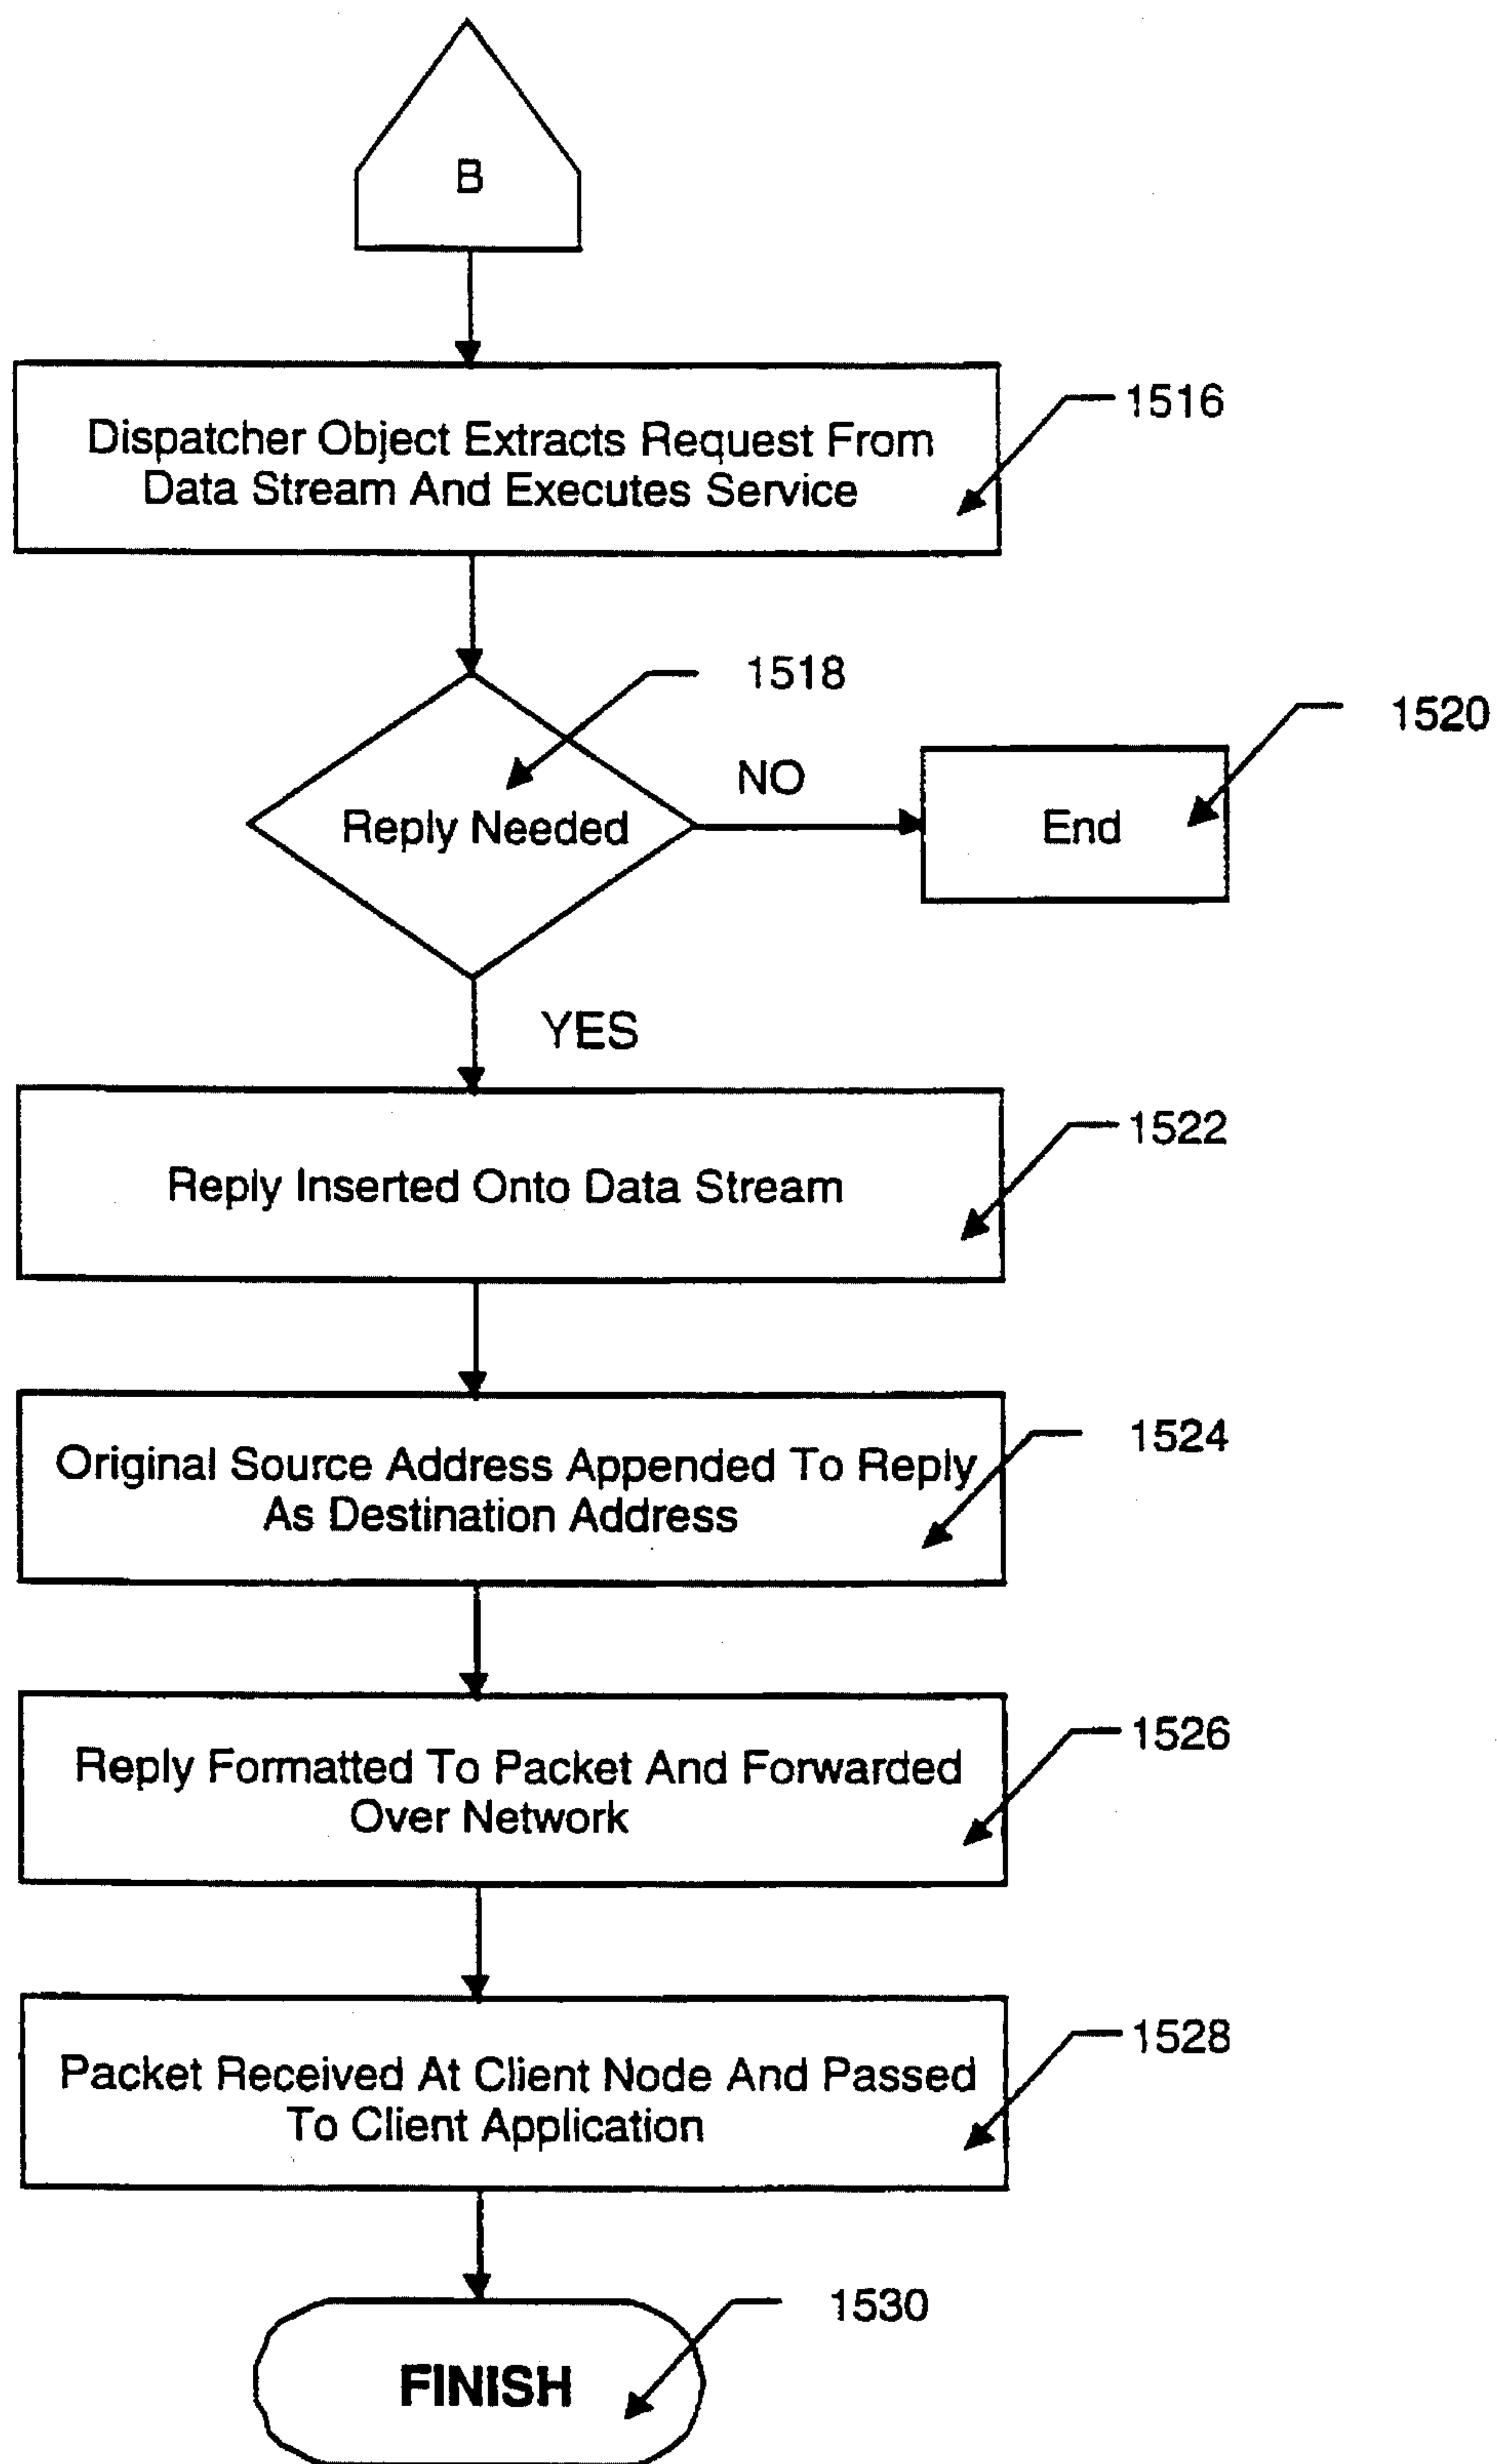 B
Dispatcher Object Extracts Request From
Data Stream And Executes Service
1516
1518
Reply Needed
NO
1520
End
YES
1522
Reply Inserted Onto Data Stream
1524
Original Source Address Appended To Reply
As Destination Address
1526
Reply Formatted To Packet And Forwarded
Over Network
1528
Packet Received At Client Node And Passed
To Client Application
1530
FINISH